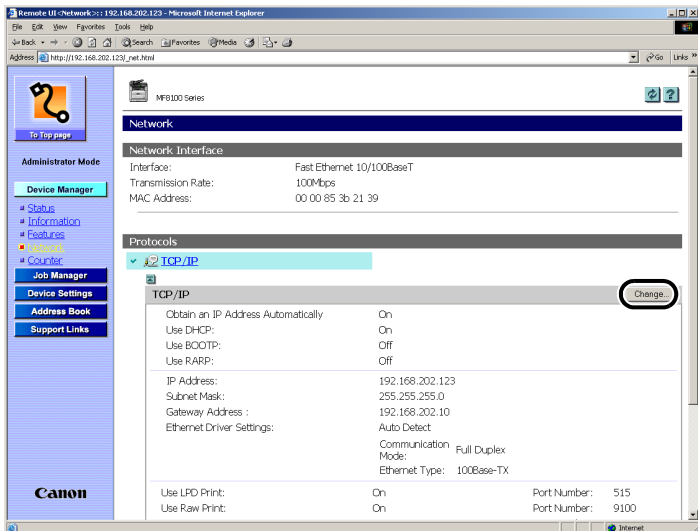 Remote UI <Network>: : 192.168.202.123 - Microsoft Internet Explorer
File Edit View Favorites Tools Help
Back Search Favorites Media
Address http://192.168.202.123/_net.html Go Links »
To Top page
Administrator Mode
Device Manager
Status
Information
Features
Network
Counter
Job Manager
Device Settings
Address Book
Support Links
Canon
MF8100 Series
?
Network
Network Interface
Interface: Fast Ethernet 10/100BaseT
Transmission Rate: 100Mbps
MAC Address: 00 00 85 3b 21 39
Protocols
TCP/IP
TCP/IP Change...
Obtain an IP Address Automatically On
Use DHCP: On
Use BOOTP: Off
Use RARP: Off
IP Address: 192.168.202.123
Subnet Mask: 255.255.255.0
Gateway Address : 192.168.202.10
Ethernet Driver Settings: Auto Detect
Communication Mode: Full Duplex
Ethernet Type: 100Base-TX
Use LPD Print: On Port Number: 515
Use Raw Print: On Port Number: 9100
Internet